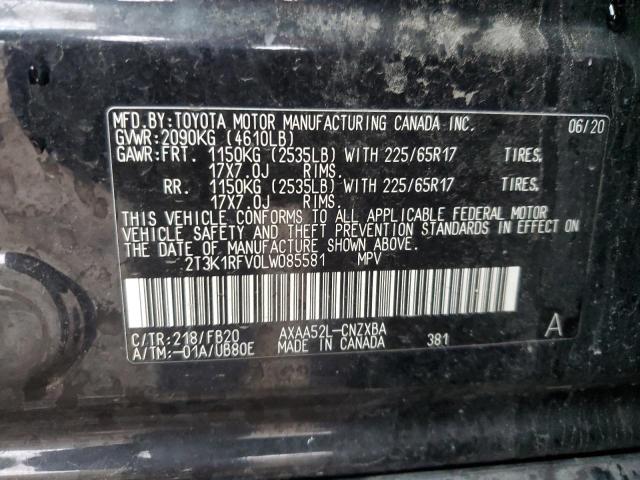 MFD.BY:TOYOTA MOTOR MANUFACTURING CANADA INC. 06/20
GVWR:2090KG (4610LB)
GAWR:FRT. 1150KG (2535LB) WITH 225/65R17 TIRES,
17X7.0J RIMS.
RR. 1150KG (2535LB) WITH 225/65R17 TIRES,
17X7.0J RIMS.
THIS VEHICLE CONFORMS TO ALL APPLICABLE FEDERAL MOTOR
VEHICLE SAFETY AND THEFT PREVENTION STANDARDS IN EFFECT ON
THE DATE OF MANUFACTURE SHOWN ABOVE.
2T3K1RFV0LW085581 MPV
C/TR:218/FB20 AXAA52L-CNZXBA A
A/TM:-01A/UB80E MADE IN CANADA 381